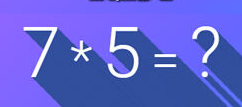 7 * 5 = ?